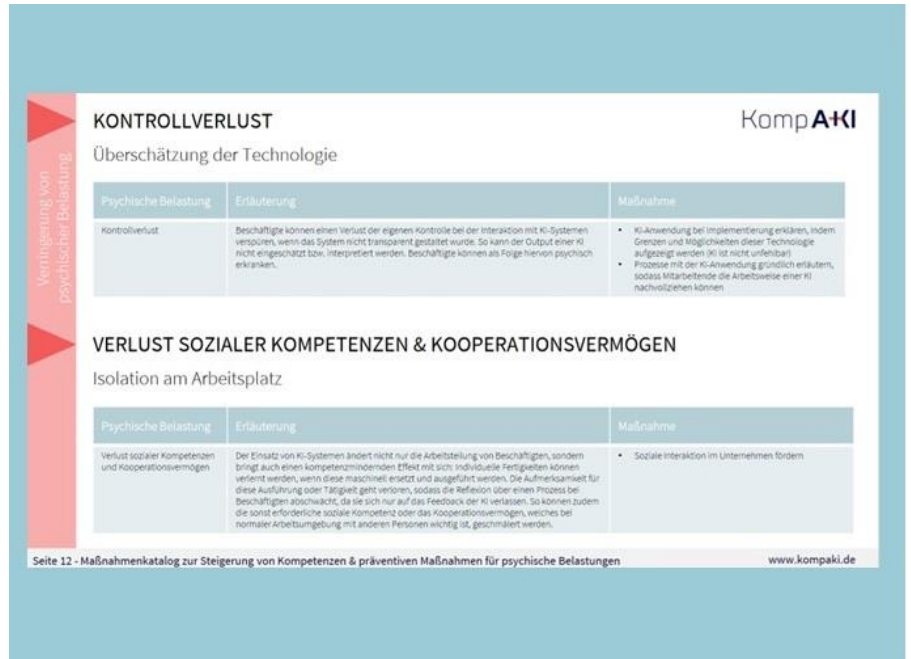 Verringerung von
psychischer Belastung
KONTROLLVERLUST
KompAKI
Überschätzung der Technologie
Psychische Belastung
Erläuterung
Maßnahme
Kontrollverlust
Beschäftigte können einen Verlust der eigenen Kontrolle bei der Interaktion mit KI-Systemen
verspüren, wenn das System nicht transparent gestaltet wurde. So kann der Output einer KI
nicht eingeschätzt bzw. interpretiert werden. Beschäftigte können als Folge hiervon psychisch
erkranken.
• KI-Anwendung bei Implementierung erklären, indem
Grenzen und Möglichkeiten dieser Technologie
aufgezeigt werden (KI ist nicht unfehlbar)
• Prozesse mit der KI-Anwendung gründlich erläutern,
sodass Mitarbeitende die Arbeitsweise einer KI
nachvollziehen können
VERLUST SOZIALER KOMPETENZEN & KOOPERATIONSVERMÖGEN
Isolation am Arbeitsplatz
Psychische Belastung
Erläuterung
Maßnahme
Verlust sozialer Kompetenzen
und Kooperationsvermögen
Der Einsatz von KI-Systemen ändert nicht nur die Arbeitsteilung von Beschäftigten, sondern
bringt auch einen kompetenzmindernden Effekt mit sich: Individuelle Fertigkeiten können
verlernt werden, wenn diese maschinell ersetzt und ausgeführt werden. Die Aufmerksamkeit für
diese Ausführung oder Tätigkeit geht verloren, sodass die Reflexion über einen Prozess bei
Beschäftigten abschwächt, da sie sich nur auf das Feedback der KI verlassen. So können zudem
die sonst erforderliche soziale Kompetenz oder das Kooperationsvermögen, welches bei
normaler Arbeitsumgebung mit anderen Personen wichtig ist, geschmälert werden.
• Soziale Interaktion im Unternehmen fördern
Seite 12 - Maßnahmenkatalog zur Steigerung von Kompetenzen & präventiven Maßnahmen für psychische Belastungen
www.kompaki.de